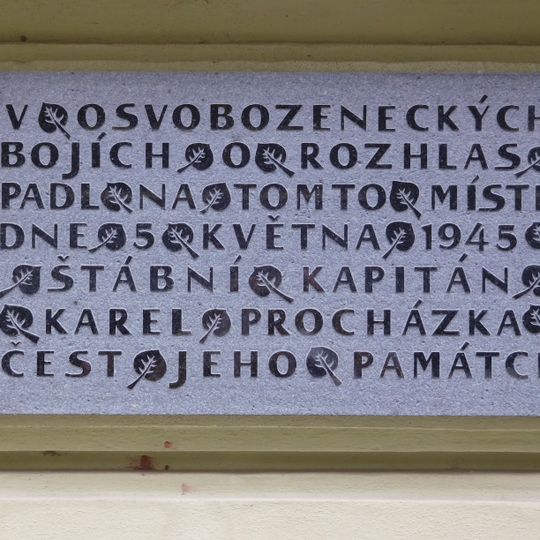 V OSVOBOZENECKÝCH
BOJÍCH O ROZHLAS
PADL NA TOMTO MÍSTĚ
DNE 5 KVĚTNA 1945
ŠTÁBNÍ KAPITÁN
KAREL PROCHÁZKA
ČEST JEHO PAMÁTCE